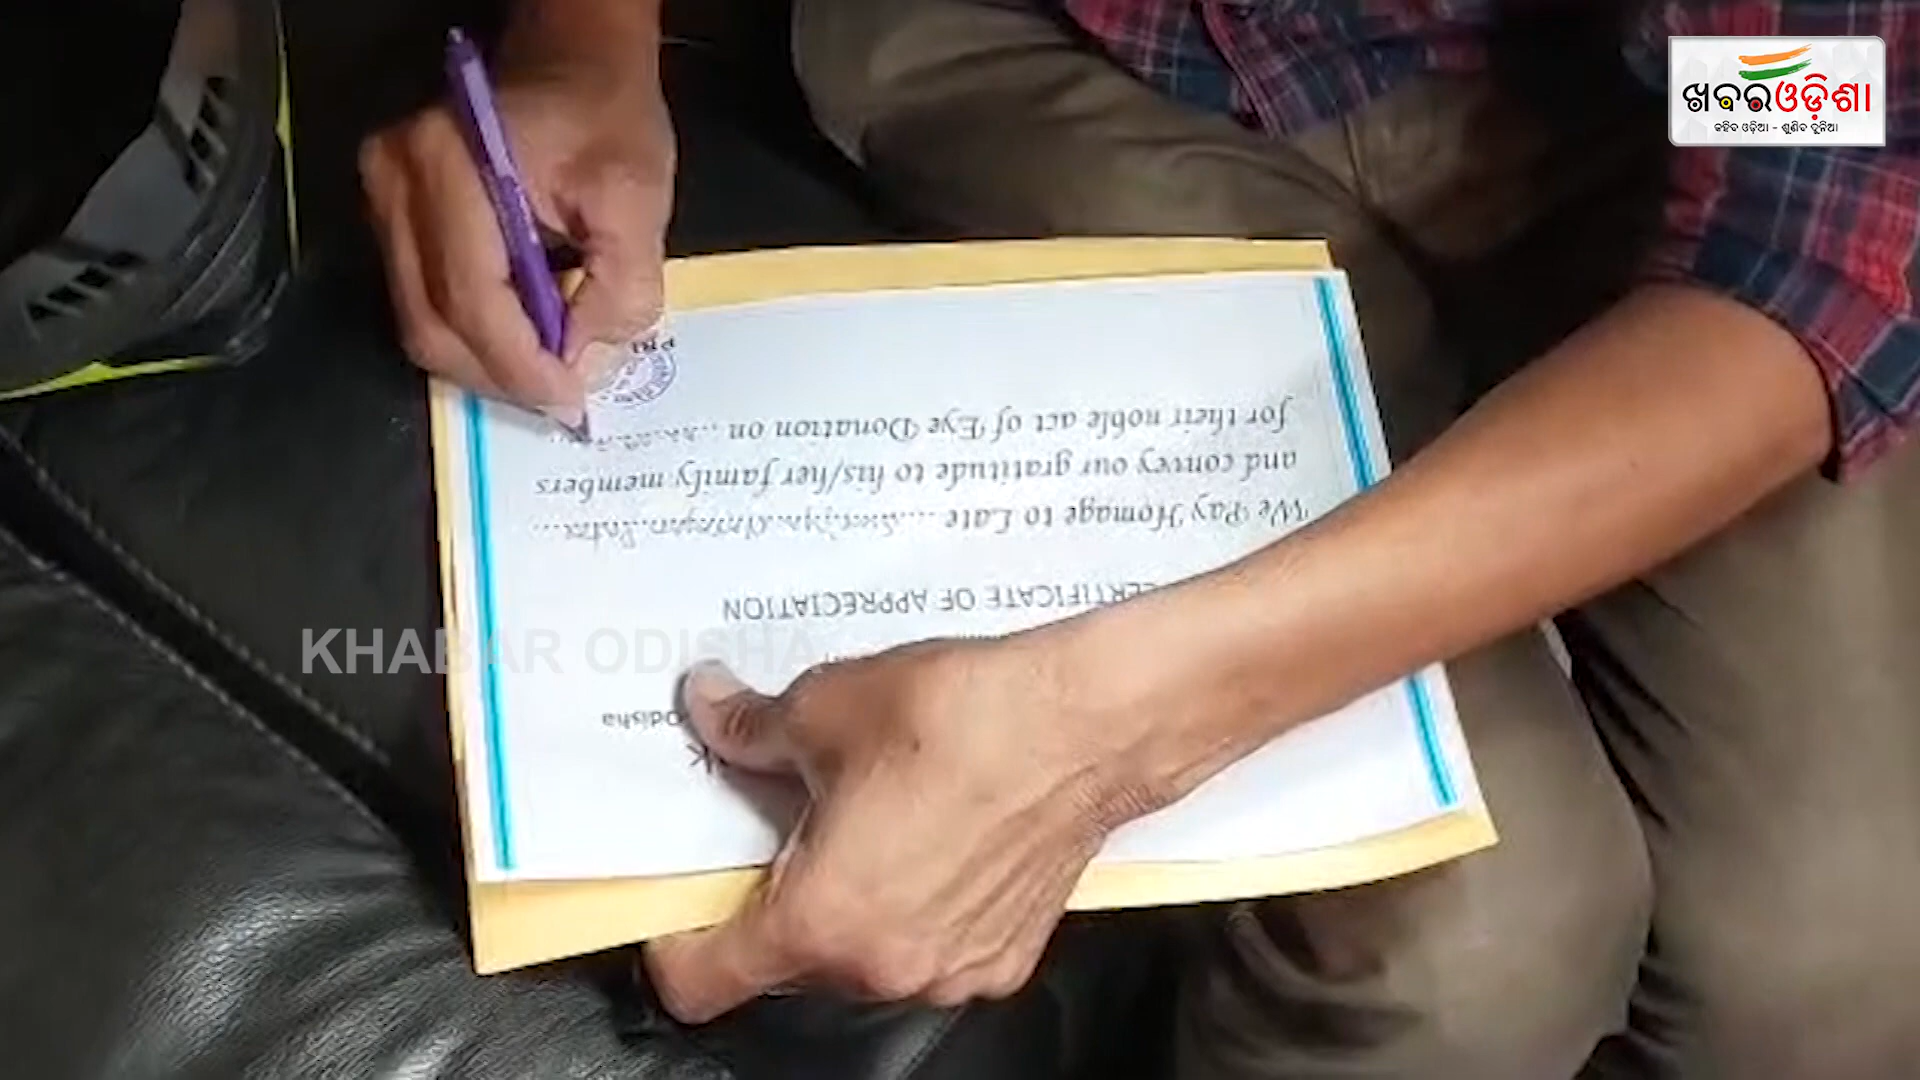 ଖବରଓଡ଼ିଶା
କହିବ ଓଡ଼ିଆ - ଶୁଣିବ ଦୁନିଆ
Odisha
CERTIFICATE OF APPRECIATION
We Pay Homage to Late
and convey our gratitude to his/her family members
for their noble act of Eye Donation on
KHABAR ODISHA